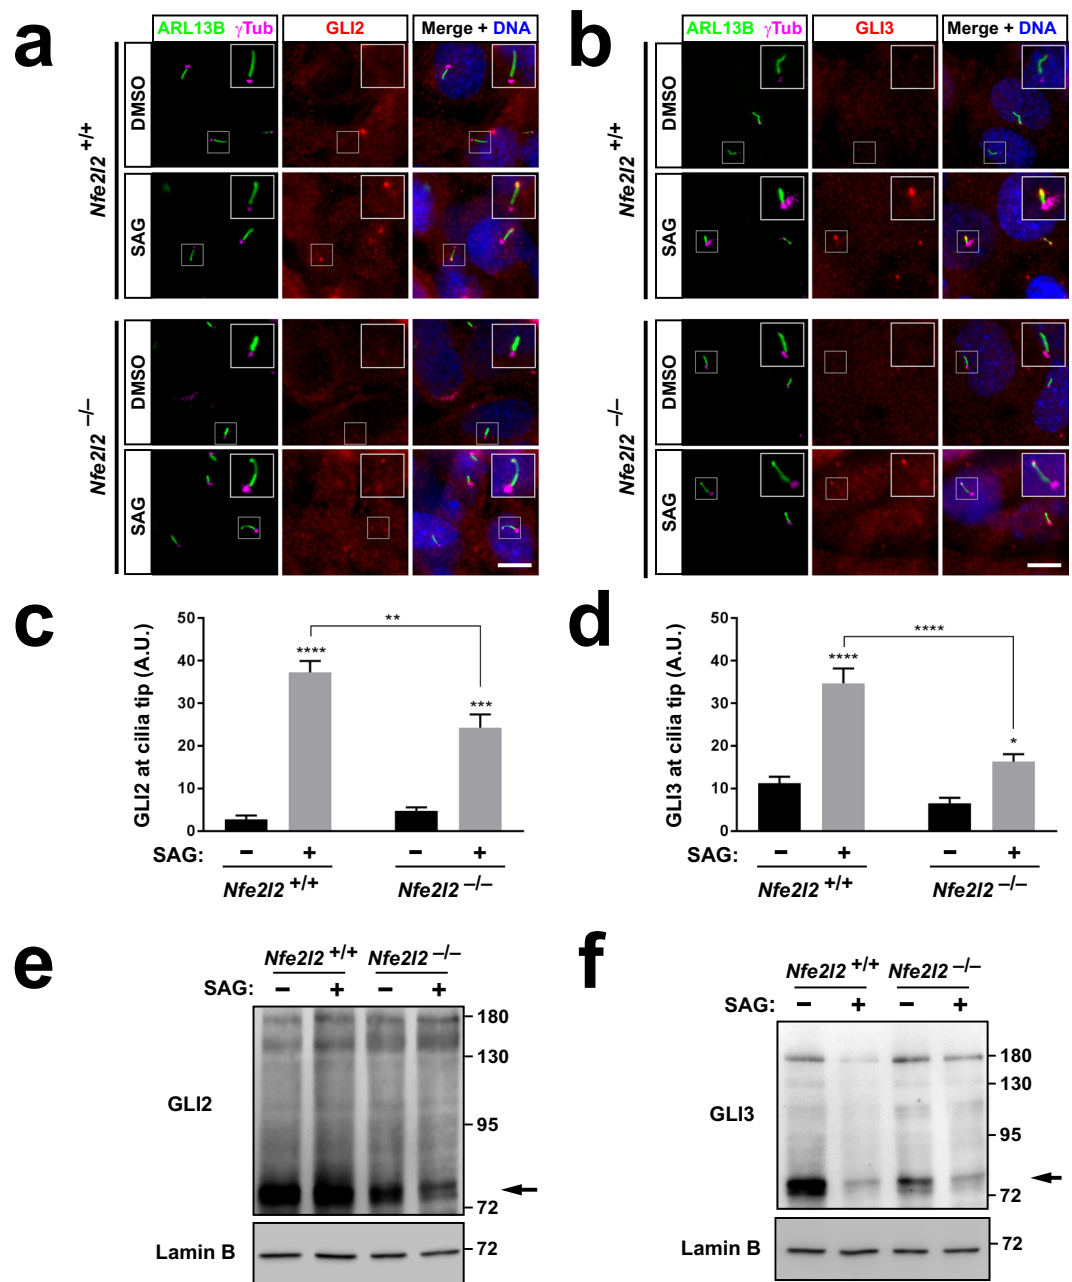 a
ARL13B γTub GLI2 Merge + DNA
Nfe2l2 +/+
DMSO
SAG
Nfe2l2 –/–
DMSO
SAG
b
ARL13B γTub GLI3 Merge + DNA
Nfe2l2 +/+
DMSO
SAG
Nfe2l2 –/–
DMSO
SAG
c
GLI2 at cilia tip (A.U.)
50
40
30
20
10
0
**
****
***
SAG: – + – +
Nfe2l2 +/+ Nfe2l2 –/–
d
GLI3 at cilia tip (A.U.)
50
40
30
20
10
0
****
****
*
SAG: – + – +
Nfe2l2 +/+ Nfe2l2 –/–
e
Nfe2l2 +/+ Nfe2l2 –/–
SAG: – + – +
180
130
GLI2
95
72
Lamin B 72
f
Nfe2l2 +/+ Nfe2l2 –/–
SAG: – + – +
180
130
GLI3
95
72
Lamin B 72